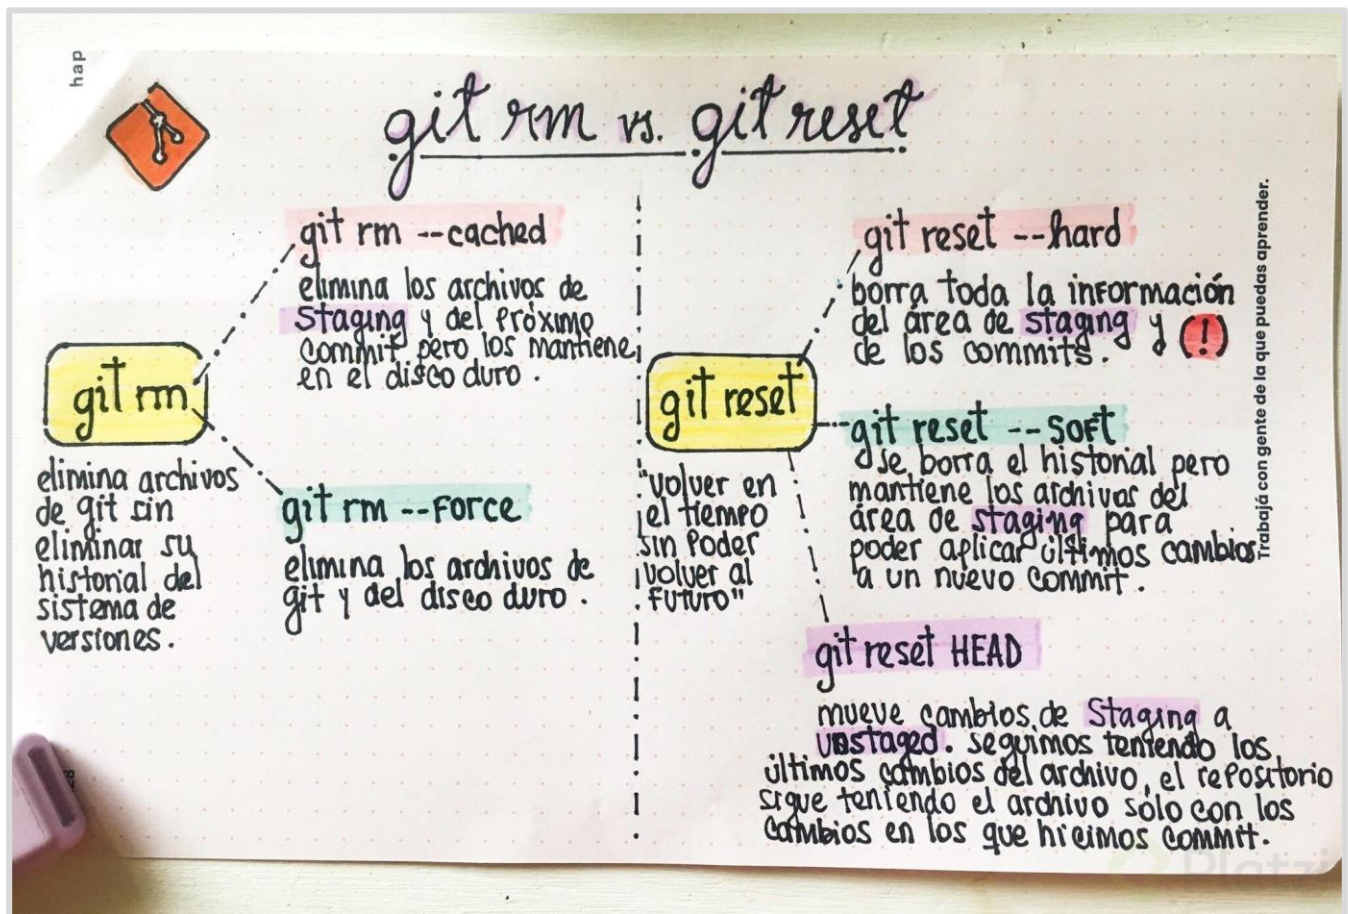 hap
git rm vs. git reset
git rm
elimina archivos
de git sin
eliminar su
historial del
sistema de
versiones.
git rm --cached
elimina los archivos de
Staging y del próximo
commit, pero los mantiene
en el disco duro.
git rm --force
elimina los archivos de
git y del disco duro.
git reset
"volver en
el tiempo
sin poder
volver al
futuro"
git reset --hard
borra toda la información
del área de staging y (!)
de los commits.
git reset --soft
se borra el historial pero
mantiene los archivos del
área de staging para
poder aplicar últimos cambios
a un nuevo commit.
git reset HEAD
mueve cambios de Staging a
unstaged. seguimos teniendo los
últimos cambios del archivo, el repositorio
sigue teniendo el archivo sólo con los
cambios en los que hicimos commit.
Trabajá con gente de la que puedas aprender.
Platzi